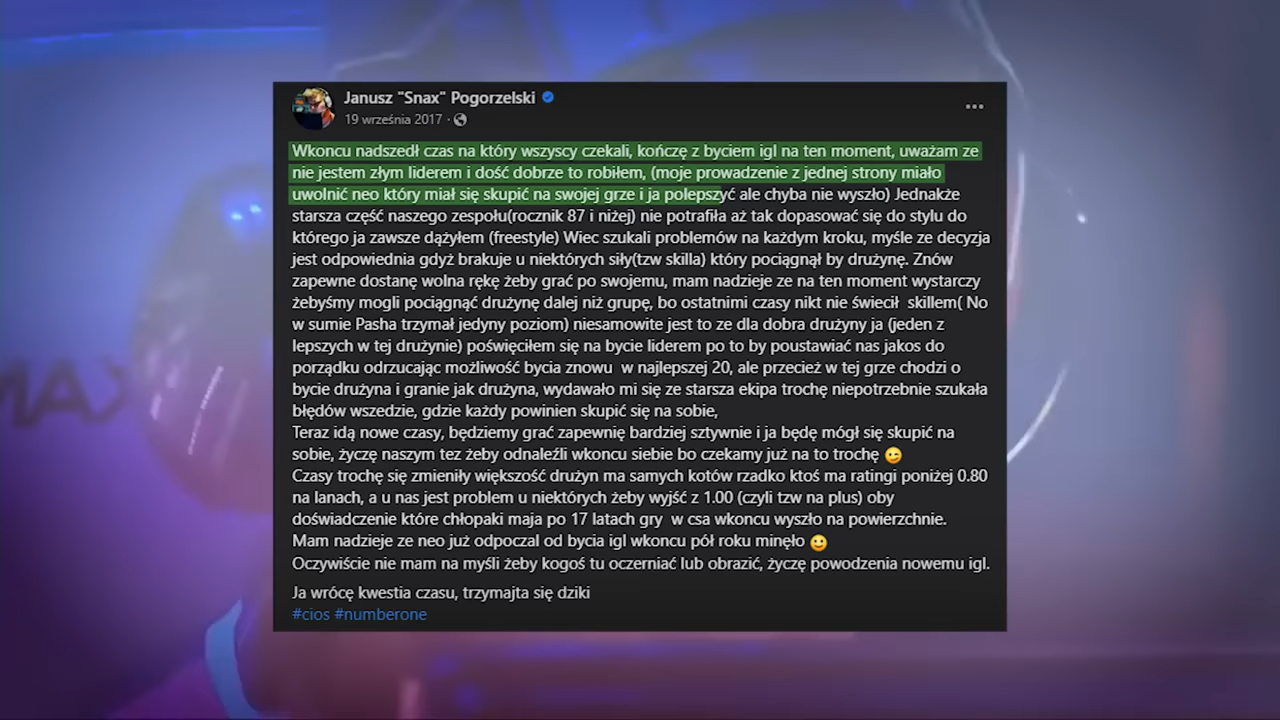 Janusz "Snax" Pogorzelski
19 września 2017
Wkoncu nadszedł czas na który wszyscy czekali, kończę z byciem igl na ten moment, uważam ze
nie jestem złym liderem i dość dobrze to robiłem, (moje prowadzenie z jednej strony miało
uwolnić neo który miał się skupić na swojej grze i ja polepszyć ale chyba nie wyszło) Jednakże
starsza część naszego zespołu(rocznik 87 i niżej) nie potrafiła aż tak dopasować się do stylu do
którego ja zawsze dążyłem (freestyle) Wiec szukali problemów na każdym kroku, myśle ze decyzja
jest odpowiednia gdyż brakuje u niektórych siły(tzw skilla) który pociągnął by drużynę. Znów
zapewne dostanę wolna rękę żeby grać po swojemu, mam nadzieje ze na ten moment wystarczy
żebyśmy mogli pociągnąć drużynę dalej niż grupę, bo ostatnimi czasy nikt nie świecił skillem( No
w sumie Pasha trzymał jedyny poziom) niesamowite jest to ze dla dobra drużyny ja (jeden z
lepszych w tej drużynie) poświęciłem się na bycie liderem po to by poustawiać nas jakos do
porządku odrzucając możliwość bycia znowu w najlepszej 20, ale przecież w tej grze chodzi o
bycie drużyna i granie jak drużyna, wydawało mi się ze starsza ekipa trochę niepotrzebnie szukała
błędów wszedzie, gdzie każdy powinien skupić się na sobie,
Teraz idą nowe czasy, będziemy grać zapewnię bardziej sztywnie i ja będę mógł się skupić na
sobie, życzę naszym tez żeby odnaleźli wkoncu siebie bo czekamy już na to trochę 😉
Czasy trochę się zmieniły większość drużyn ma samych kotów rzadko ktoś ma ratingi poniżej 0.80
na lanach, a u nas jest problem u niektórych żeby wyjść z 1.00 (czyli tzw na plus) oby
doświadczenie które chłopaki maja po 17 latach gry w csa wkoncu wyszło na powierzchnie.
Mam nadzieje ze neo już odpoczal od bycia igl wkoncu pół roku minęło 🙂
Oczywiście nie mam na myśli żeby kogoś tu oczerniać lub obrazić, życzę powodzenia nowemu igl.
Ja wrócę kwestia czasu, trzymajta się dziki
#cios #numberone